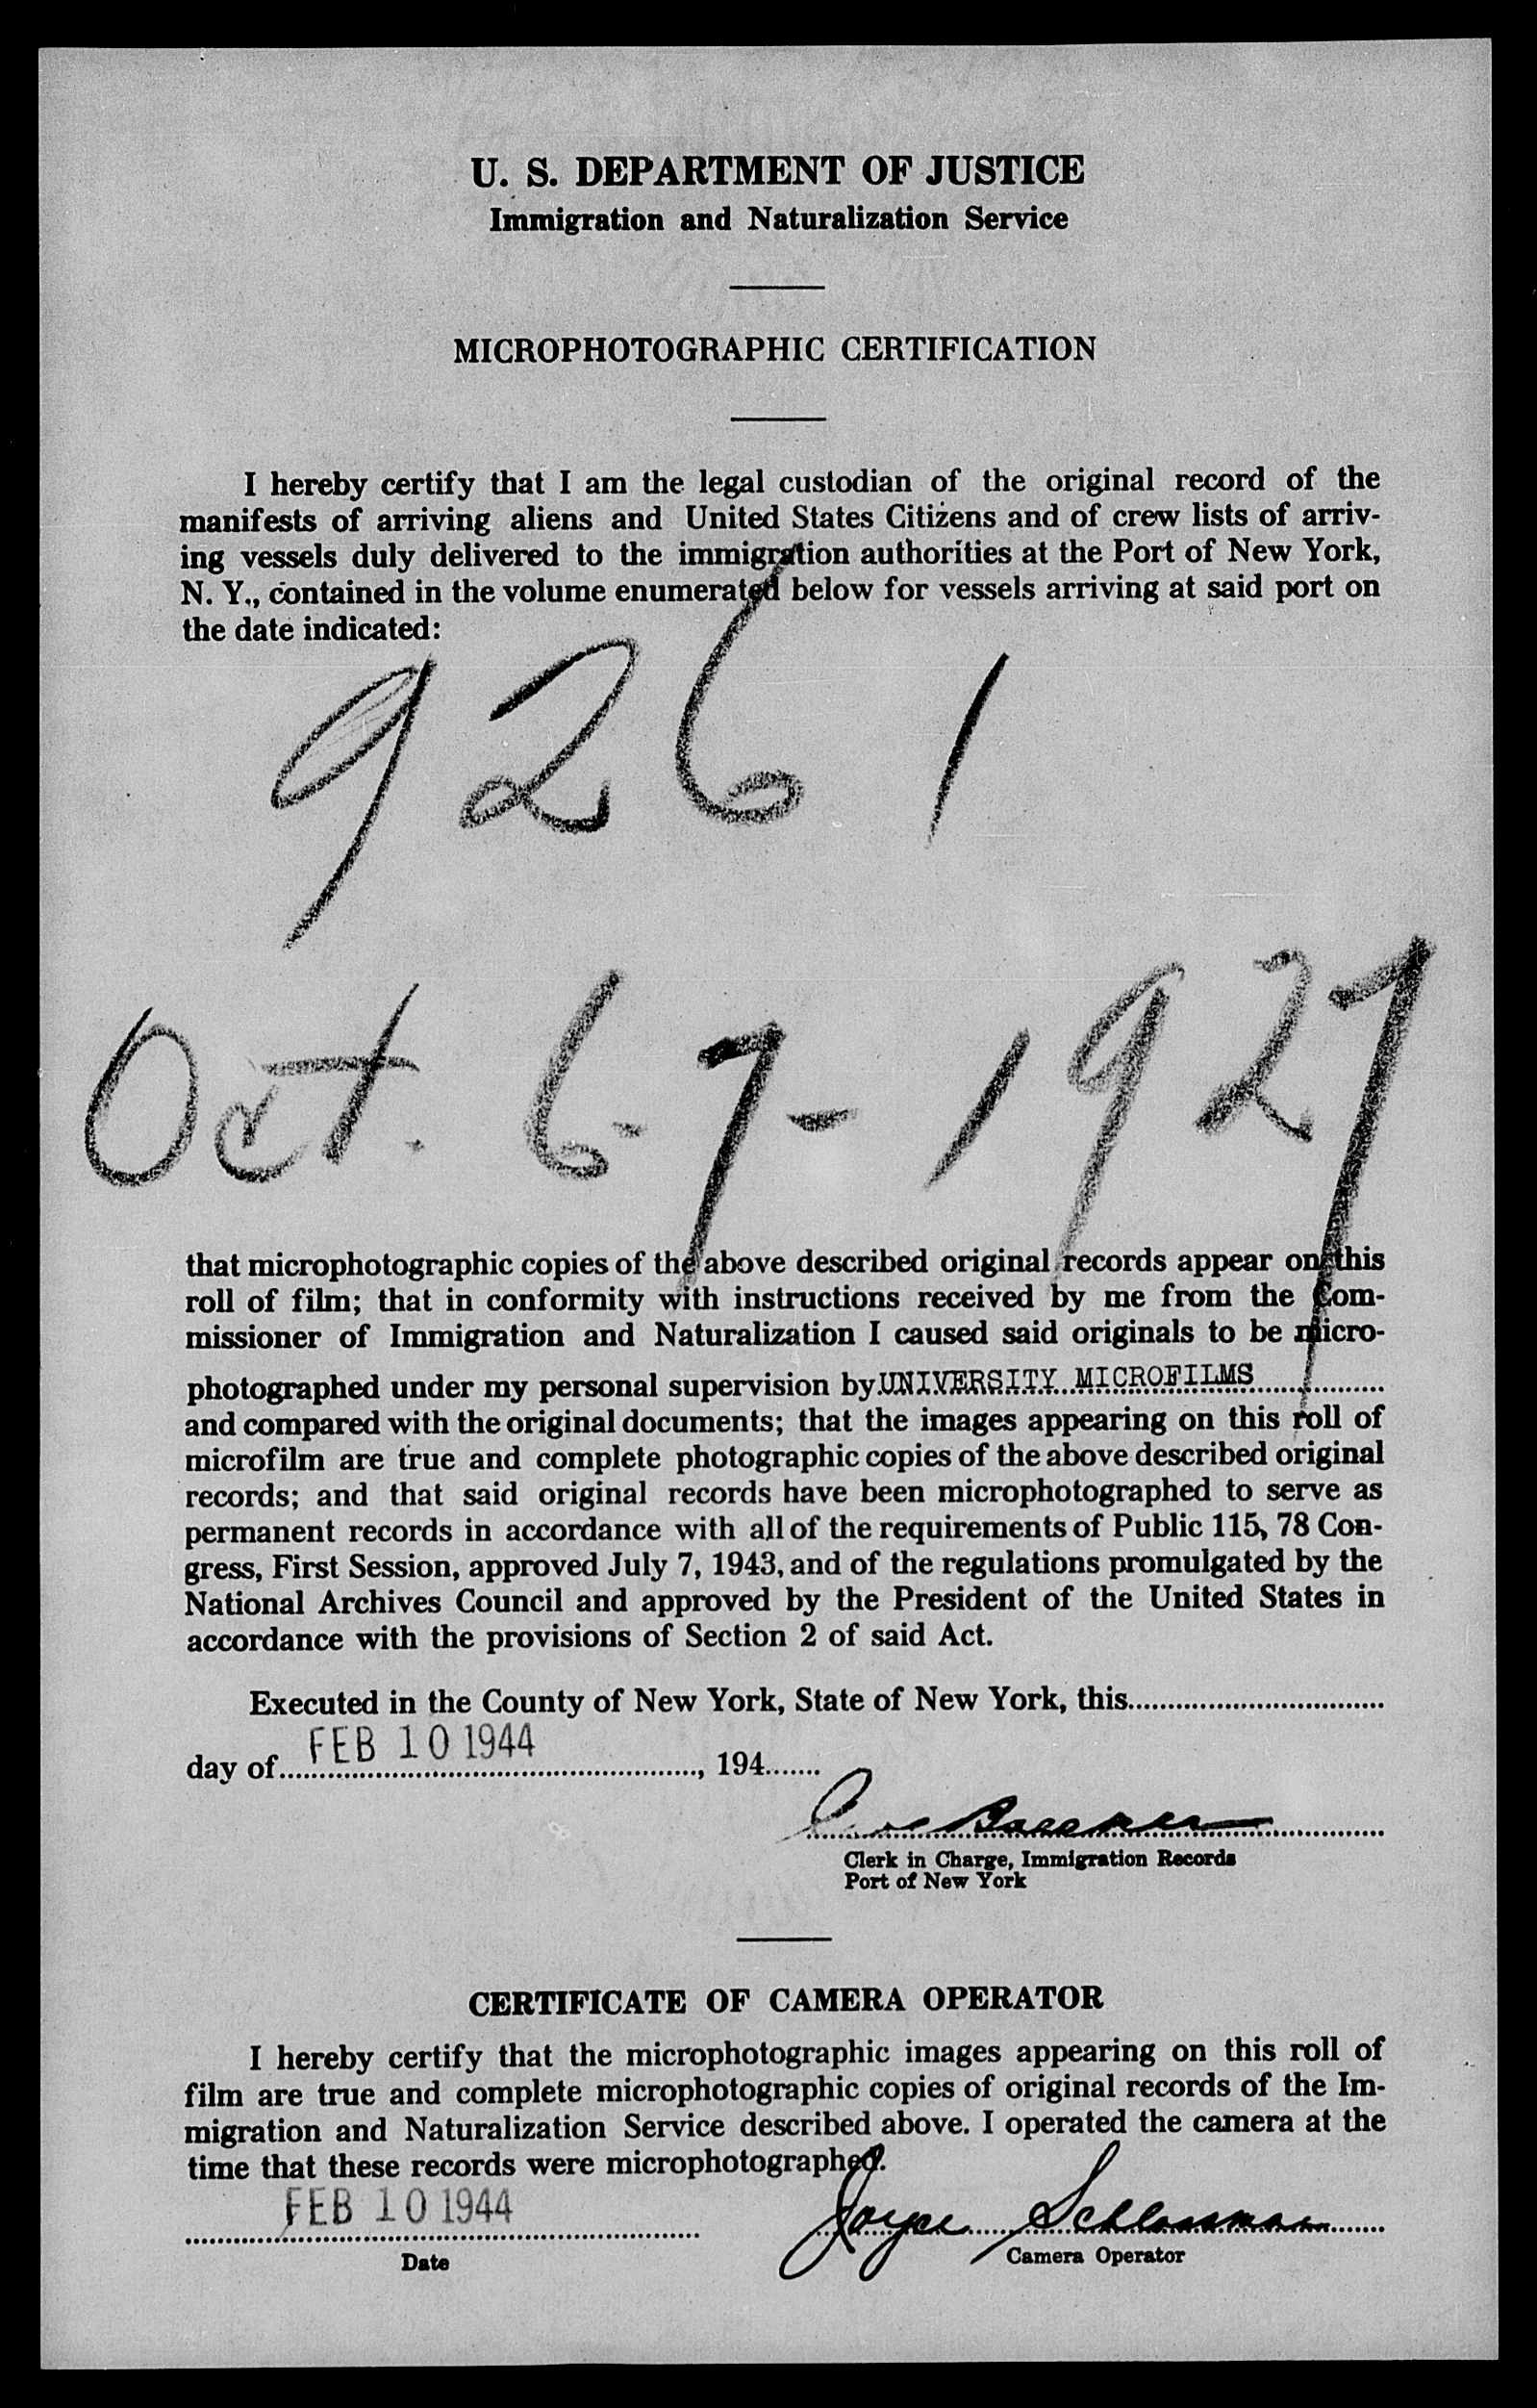 U. S. DEPARTMENT OF JUSTICE
Immigration and Naturalization Service
MICROPHOTOGRAPHIC CERTIFICATION
I hereby certify that I am the legal custodian of the original record of the
manifests of arriving aliens and United States Citizens and of crew lists of arriv-
ing vessels duly delivered to the immigration authorities at the Port of New York,
N. Y., contained in the volume enumerated below for vessels arriving at said port on
the date indicated:
9261
Oct. 6-7-1927
that microphotographic copies of the above described original records appear on this
roll of film; that in conformity with instructions received by me from the Com-
missioner of Immigration and Naturalization I caused said originals to be micro-
photographed under my personal supervision by UNIVERSITY MICROFILMS
and compared with the original documents; that the images appearing on this roll of
microfilm are true and complete photographic copies of the above described original
records; and that said original records have been microphotographed to serve as
permanent records in accordance with all of the requirements of Public 115, 78 Con-
gress, First Session, approved July 7, 1943, and of the regulations promulgated by the
National Archives Council and approved by the President of the United States in
accordance with the provisions of Section 2 of said Act.
Executed in the County of New York, State of New York, this
day of FEB 10 1944, 194
Clerk in Charge, Immigration Records
Port of New York
CERTIFICATE OF CAMERA OPERATOR
I hereby certify that the microphotographic images appearing on this roll of
film are true and complete microphotographic copies of original records of the Im-
migration and Naturalization Service described above. I operated the camera at the
time that these records were microphotographed.
FEB 10 1944 Joyce Schlossman
Date Camera Operator